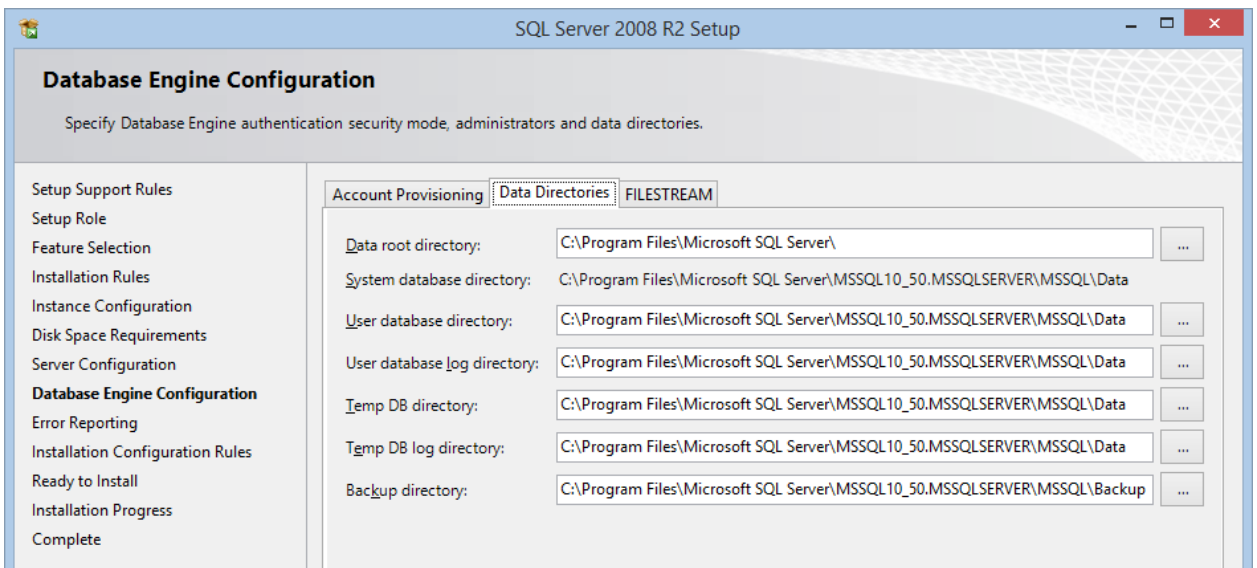 SQL Server 2008 R2 Setup
Database Engine Configuration
Specify Database Engine authentication security mode, administrators and data directories.
Setup Support Rules
Setup Role
Feature Selection
Installation Rules
Instance Configuration
Disk Space Requirements
Server Configuration
Database Engine Configuration
Error Reporting
Installation Configuration Rules
Ready to Install
Installation Progress
Complete
Account Provisioning Data Directories FILESTREAM
Data root directory: C:\Program Files\Microsoft SQL Server\ ...
System database directory: C:\Program Files\Microsoft SQL Server\MSSQL10_50.MSSQLSERVER\MSSQL\Data
User database directory: C:\Program Files\Microsoft SQL Server\MSSQL10_50.MSSQLSERVER\MSSQL\Data ...
User database log directory: C:\Program Files\Microsoft SQL Server\MSSQL10_50.MSSQLSERVER\MSSQL\Data ...
Temp DB directory: C:\Program Files\Microsoft SQL Server\MSSQL10_50.MSSQLSERVER\MSSQL\Data ...
Temp DB log directory: C:\Program Files\Microsoft SQL Server\MSSQL10_50.MSSQLSERVER\MSSQL\Data ...
Backup directory: C:\Program Files\Microsoft SQL Server\MSSQL10_50.MSSQLSERVER\MSSQL\Backup ...